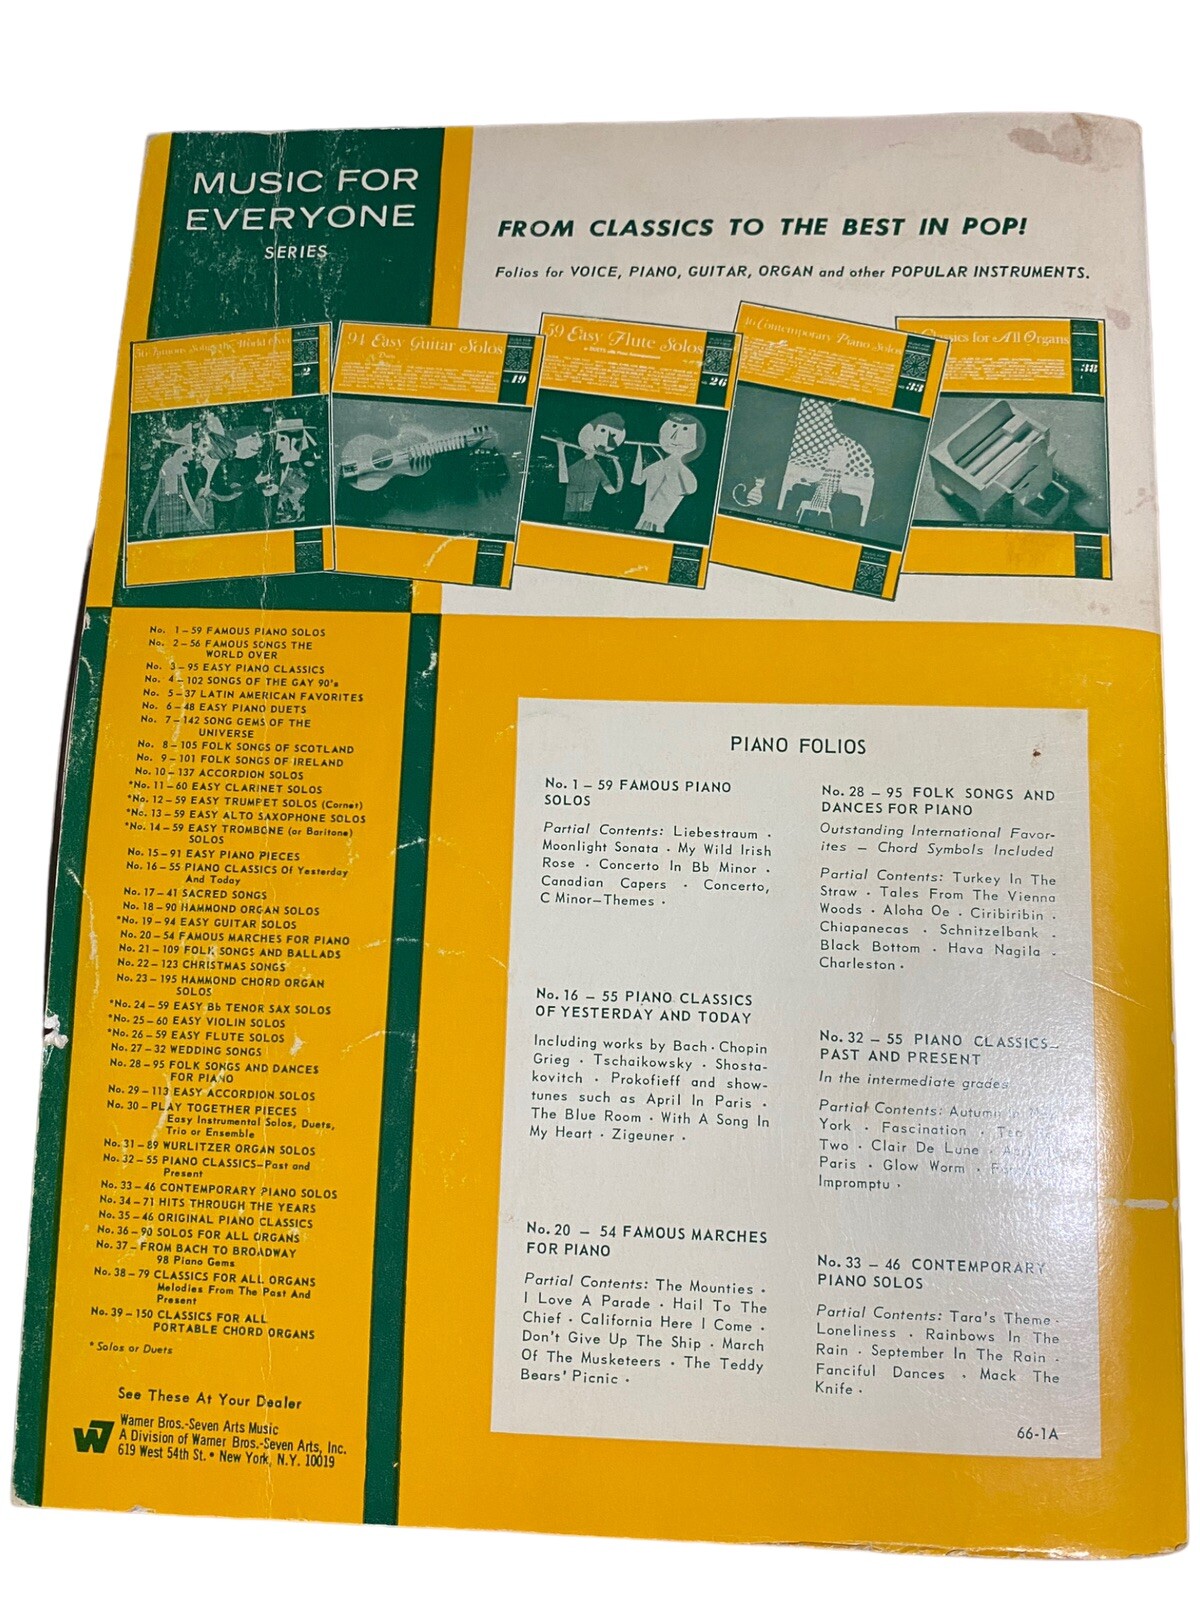 MUSIC FOR
EVERYONE
SERIES
FROM CLASSICS TO THE BEST IN POP!
Folios for VOICE, PIANO, GUITAR, ORGAN and other POPULAR INSTRUMENTS.
56 Famous Songs the World Over
2
94 Easy Guitar Solos
19
59 Easy Flute Solos
or DUETS with Piano Accompaniment
26
46 Contemporary Piano Solos
33
Classics for All Organs
38
No. 1 – 59 FAMOUS PIANO SOLOS
No. 2 – 56 FAMOUS SONGS THE
WORLD OVER
No. 3 – 95 EASY PIANO CLASSICS
No. 4 – 102 SONGS OF THE GAY 90's
No. 5 – 37 LATIN AMERICAN FAVORITES
No. 6 – 48 EASY PIANO DUETS
No. 7 – 142 SONG GEMS OF THE
UNIVERSE
No. 8 – 105 FOLK SONGS OF SCOTLAND
No. 9 – 101 FOLK SONGS OF IRELAND
No. 10 – 137 ACCORDION SOLOS
*No. 11 – 60 EASY CLARINET SOLOS
*No. 12 – 59 EASY TRUMPET SOLOS (Cornet)
*No. 13 – 59 EASY ALTO SAXOPHONE SOLOS
*No. 14 – 59 EASY TROMBONE (or Baritone)
SOLOS
No. 15 – 91 EASY PIANO PIECES
No. 16 – 55 PIANO CLASSICS Of Yesterday
And Today
No. 17 – 41 SACRED SONGS
No. 18 – 90 HAMMOND ORGAN SOLOS
*No. 19 – 94 EASY GUITAR SOLOS
No. 20 – 54 FAMOUS MARCHES FOR PIANO
No. 21 – 109 FOLK SONGS AND BALLADS
No. 22 – 123 CHRISTMAS SONGS
No. 23 – 195 HAMMOND CHORD ORGAN
SOLOS
*No. 24 – 59 EASY Bb TENOR SAX SOLOS
*No. 25 – 60 EASY VIOLIN SOLOS
*No. 26 – 59 EASY FLUTE SOLOS
No. 27 – 32 WEDDING SONGS
No. 28 – 95 FOLK SONGS AND DANCES
FOR PIANO
No. 29 – 113 EASY ACCORDION SOLOS
No. 30 – PLAY TOGETHER PIECES
Easy Instrumental Solos, Duets,
Trio or Ensemble
No. 31 – 89 WURLITZER ORGAN SOLOS
No. 32 – 55 PIANO CLASSICS–Past and
Present
No. 33 – 46 CONTEMPORARY PIANO SOLOS
No. 34 – 71 HITS THROUGH THE YEARS
No. 35 – 46 ORIGINAL PIANO CLASSICS
No. 36 – 90 SOLOS FOR ALL ORGANS
No. 37 – FROM BACH TO BROADWAY
98 Piano Gems
No. 38 – 79 CLASSICS FOR ALL ORGANS
Melodies From The Past And
Present
No. 39 – 150 CLASSICS FOR ALL
PORTABLE CHORD ORGANS
* Solos or Duets
See These At Your Dealer
W7
Warner Bros.-Seven Arts Music
A Division of Warner Bros.-Seven Arts, Inc.
619 West 54th St. • New York, N.Y. 10019
PIANO FOLIOS
No. 1 – 59 FAMOUS PIANO
SOLOS
Partial Contents: Liebestraum ·
Moonlight Sonata · My Wild Irish
Rose · Concerto In Bb Minor ·
Canadian Capers · Concerto,
C Minor–Themes ·
No. 16 – 55 PIANO CLASSICS
OF YESTERDAY AND TODAY
Including works by Bach · Chopin
Grieg · Tschaikowsky · Shosta-
kovitch · Prokofieff and show-
tunes such as April In Paris ·
The Blue Room · With A Song In
My Heart · Zigeuner ·
No. 20 – 54 FAMOUS MARCHES
FOR PIANO
Partial Contents: The Mounties ·
I Love A Parade · Hail To The
Chief · California Here I Come ·
Don't Give Up The Ship · March
Of The Musketeers · The Teddy
Bears' Picnic ·
No. 28 – 95 FOLK SONGS AND
DANCES FOR PIANO
Outstanding International Favor-
ites – Chord Symbols Included
Partial Contents: Turkey In The
Straw · Tales From The Vienna
Woods · Aloha Oe · Ciribiribin ·
Chiapanecas · Schnitzelbank ·
Black Bottom · Hava Nagila ·
Charleston ·
No. 32 – 55 PIANO CLASSICS–
PAST AND PRESENT
In the intermediate grades
Partial Contents: Autumn
York · Fascination ·
Two · Clair De Lune ·
Paris · Glow Worm ·
Impromptu ·
No. 33 – 46 CONTEMPORARY
PIANO SOLOS
Partial Contents: Tara's Theme ·
Loneliness · Rainbows In The
Rain · September In The Rain ·
Fanciful Dances · Mack The
Knife ·
66-1A